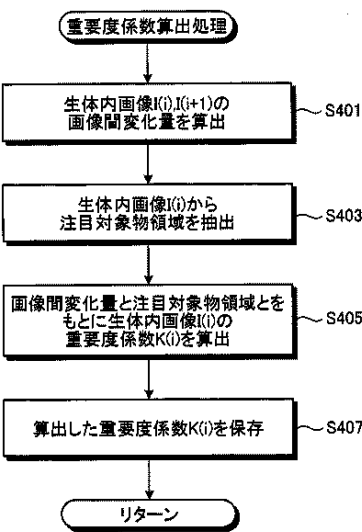 重要度係数算出処理
生体内画像I(i),I(i+1)の
画像間変化量を算出
S401
生体内画像I(i)から
注目対象物領域を抽出
S403
画像間変化量と注目対象物領域とを
もとに生体内画像I(i)の
重要度係数K(i)を算出
S405
算出した重要度係数K(i)を保存
S407
リターン